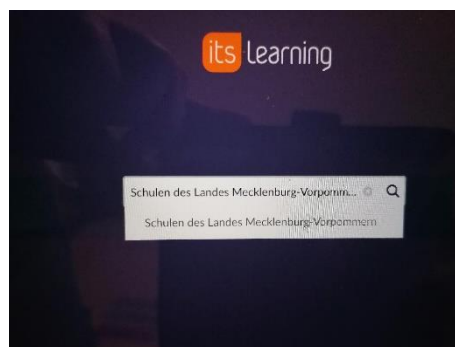 its Learning
Schulen des Landes Mecklenburg-Vorpomm...
Schulen des Landes Mecklenburg-Vorpommern